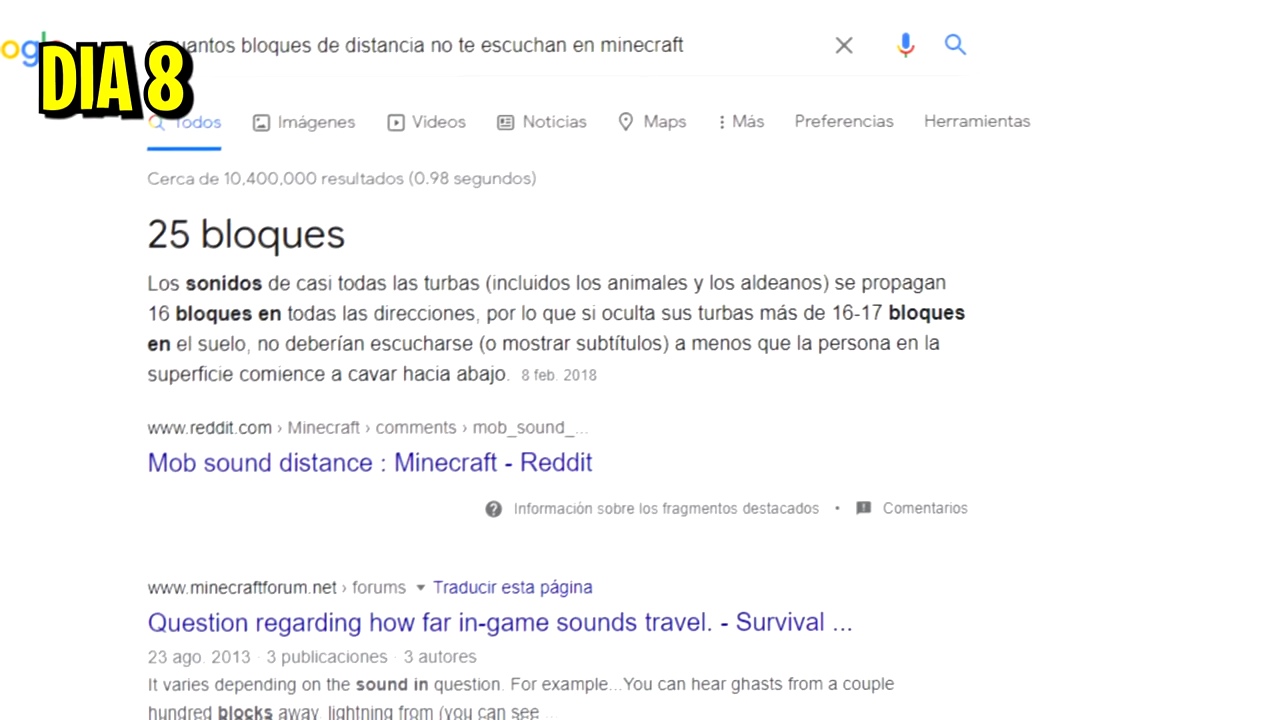 DIA 8
cuantos bloques de distancia no te escuchan en minecraft
Todos Imágenes Videos Noticias Maps Más Preferencias Herramientas
Cerca de 10,400,000 resultados (0.98 segundos)
25 bloques
Los sonidos de casi todas las turbas (incluidos los animales y los aldeanos) se propagan
16 bloques en todas las direcciones, por lo que si oculta sus turbas más de 16-17 bloques
en el suelo, no deberían escucharse (o mostrar subtítulos) a menos que la persona en la
superficie comience a cavar hacia abajo. 8 feb. 2018
www.reddit.com › Minecraft › comments › mob_sound_...
Mob sound distance : Minecraft - Reddit
Información sobre los fragmentos destacados • Comentarios
www.minecraftforum.net › forums Traducir esta página
Question regarding how far in-game sounds travel. - Survival ...
23 ago. 2013 · 3 publicaciones · 3 autores
It varies depending on the sound in question. For example...You can hear ghasts from a couple
hundred blocks away, lightning from (you can see ...